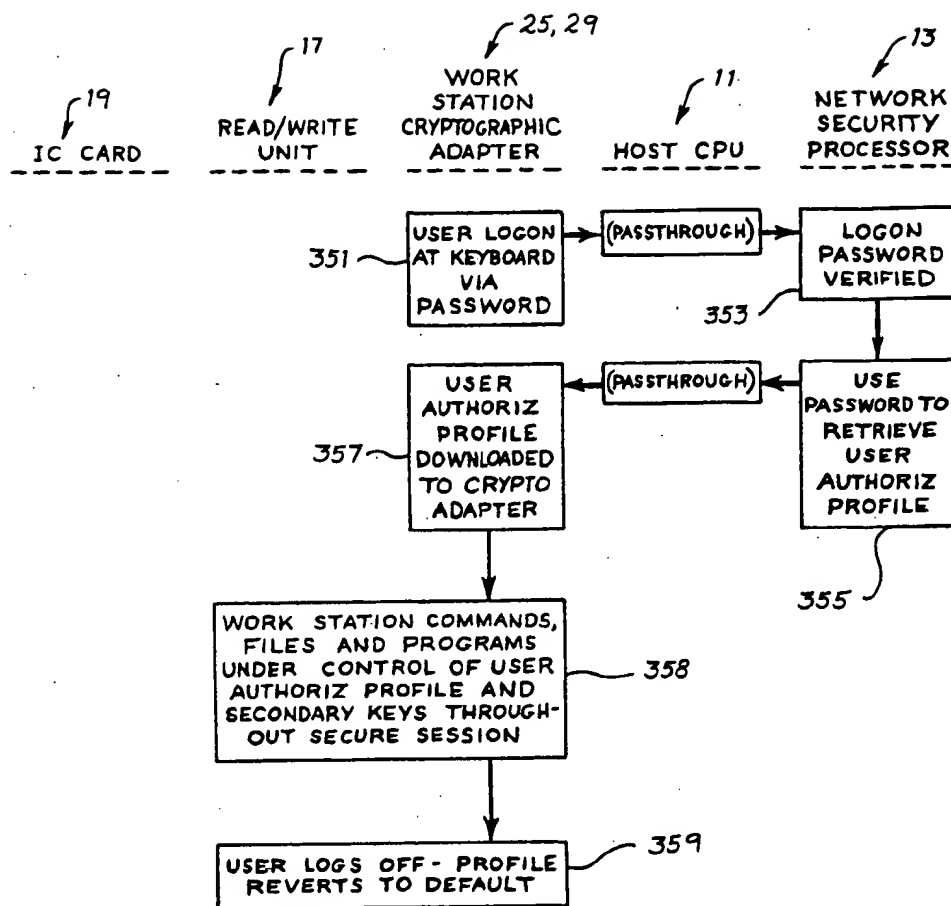 25, 29
17
13
11
19
WORK
STATION
CRYPTOGRAPHIC
ADAPTER
NETWORK
SECURITY
PROCESSOR
READ/WRITE
UNIT
IC CARD
HOST CPU
351
USER LOGON
AT KEYBOARD
VIA
PASSWORD
(PASSTHROUGH)
LOGON
PASSWORD
VERIFIED
353
357
USER
AUTHORIZ
PROFILE
DOWNLOADED
TO CRYPTO
ADAPTER
(PASSTHROUGH)
USE
PASSWORD TO
RETRIEVE
USER
AUTHORIZ
PROFILE
355
WORK STATION COMMANDS,
FILES AND PROGRAMS
UNDER CONTROL OF USER
AUTHORIZ PROFILE AND
SECONDARY KEYS THROUGH-
OUT SECURE SESSION
358
USER LOGS OFF - PROFILE
REVERTS TO DEFAULT
359